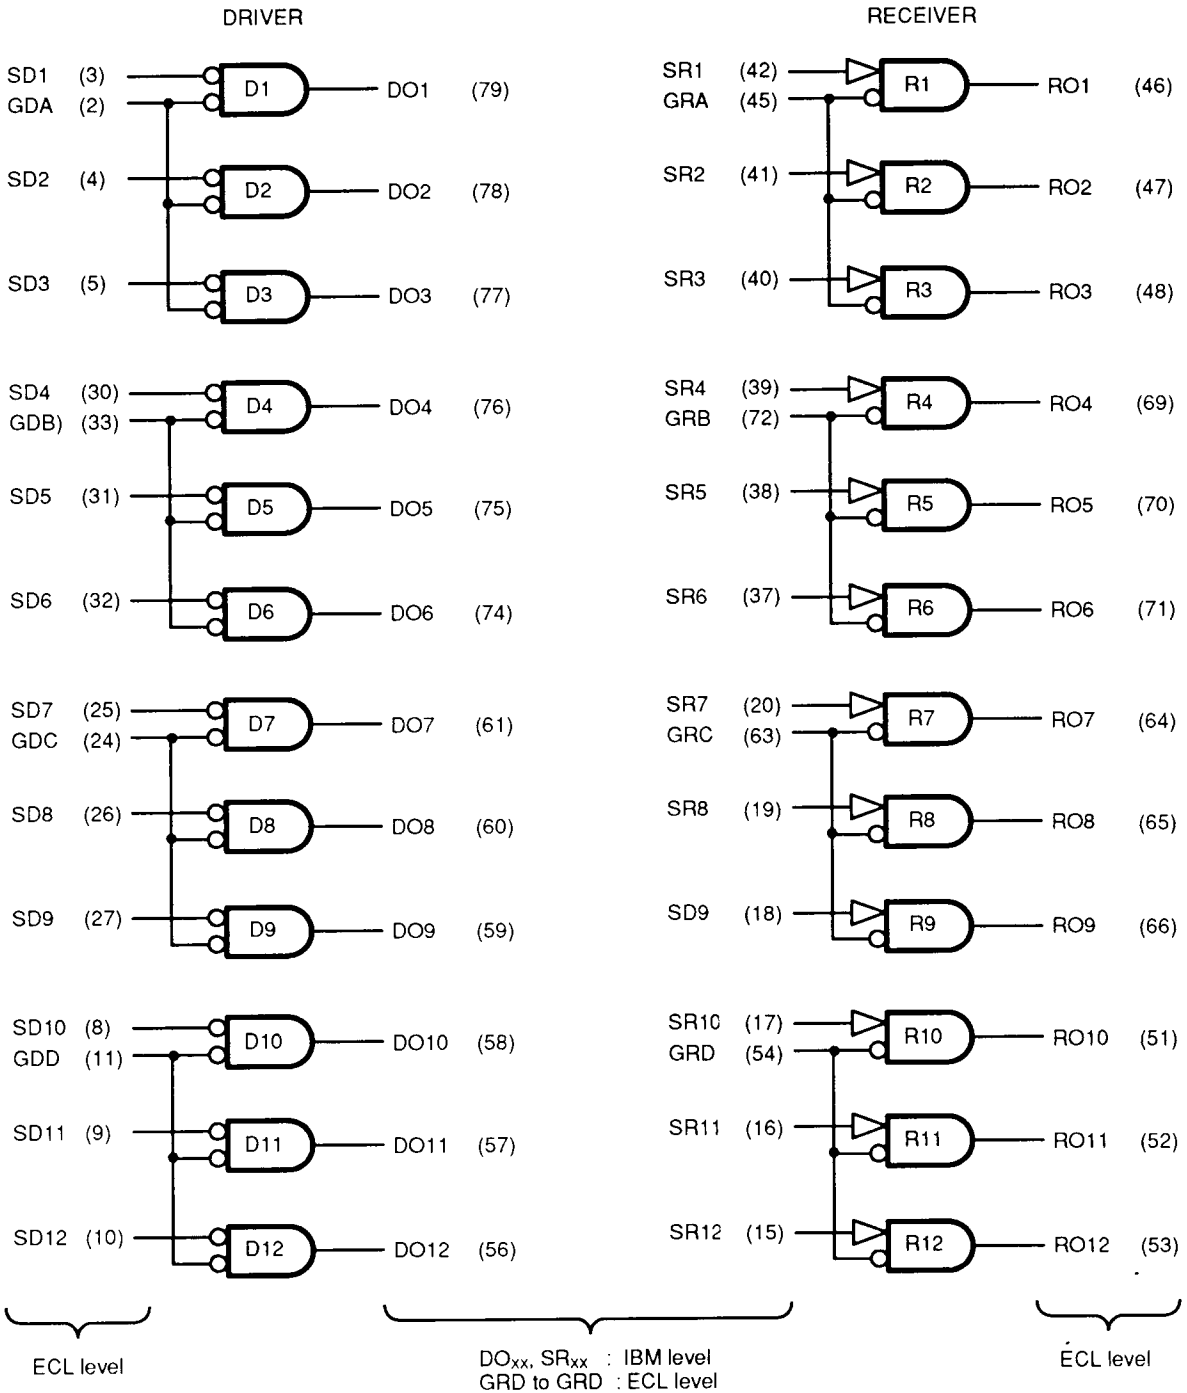 DRIVER
SD1 (3) D1 DO1 (79)
GDA (2)
SD2 (4) D2 DO2 (78)
SD3 (5) D3 DO3 (77)
SD4 (30) D4 DO4 (76)
GDB) (33)
SD5 (31) D5 DO5 (75)
SD6 (32) D6 DO6 (74)
SD7 (25) D7 DO7 (61)
GDC (24)
SD8 (26) D8 DO8 (60)
SD9 (27) D9 DO9 (59)
SD10 (8) D10 DO10 (58)
GDD (11)
SD11 (9) D11 DO11 (57)
SD12 (10) D12 DO12 (56)
RECEIVER
SR1 (42) R1 RO1 (46)
GRA (45)
SR2 (41) R2 RO2 (47)
SR3 (40) R3 RO3 (48)
SR4 (39) R4 RO4 (69)
GRB (72)
SR5 (38) R5 RO5 (70)
SR6 (37) R6 RO6 (71)
SR7 (20) R7 RO7 (64)
GRC (63)
SR8 (19) R8 RO8 (65)
SD9 (18) R9 RO9 (66)
SR10 (17) R10 RO10 (51)
GRD (54)
SR11 (16) R11 RO11 (52)
SR12 (15) R12 RO12 (53)
ECL level
DOxx, SRxx : IBM level
GRD to GRD : ECL level
ECL level